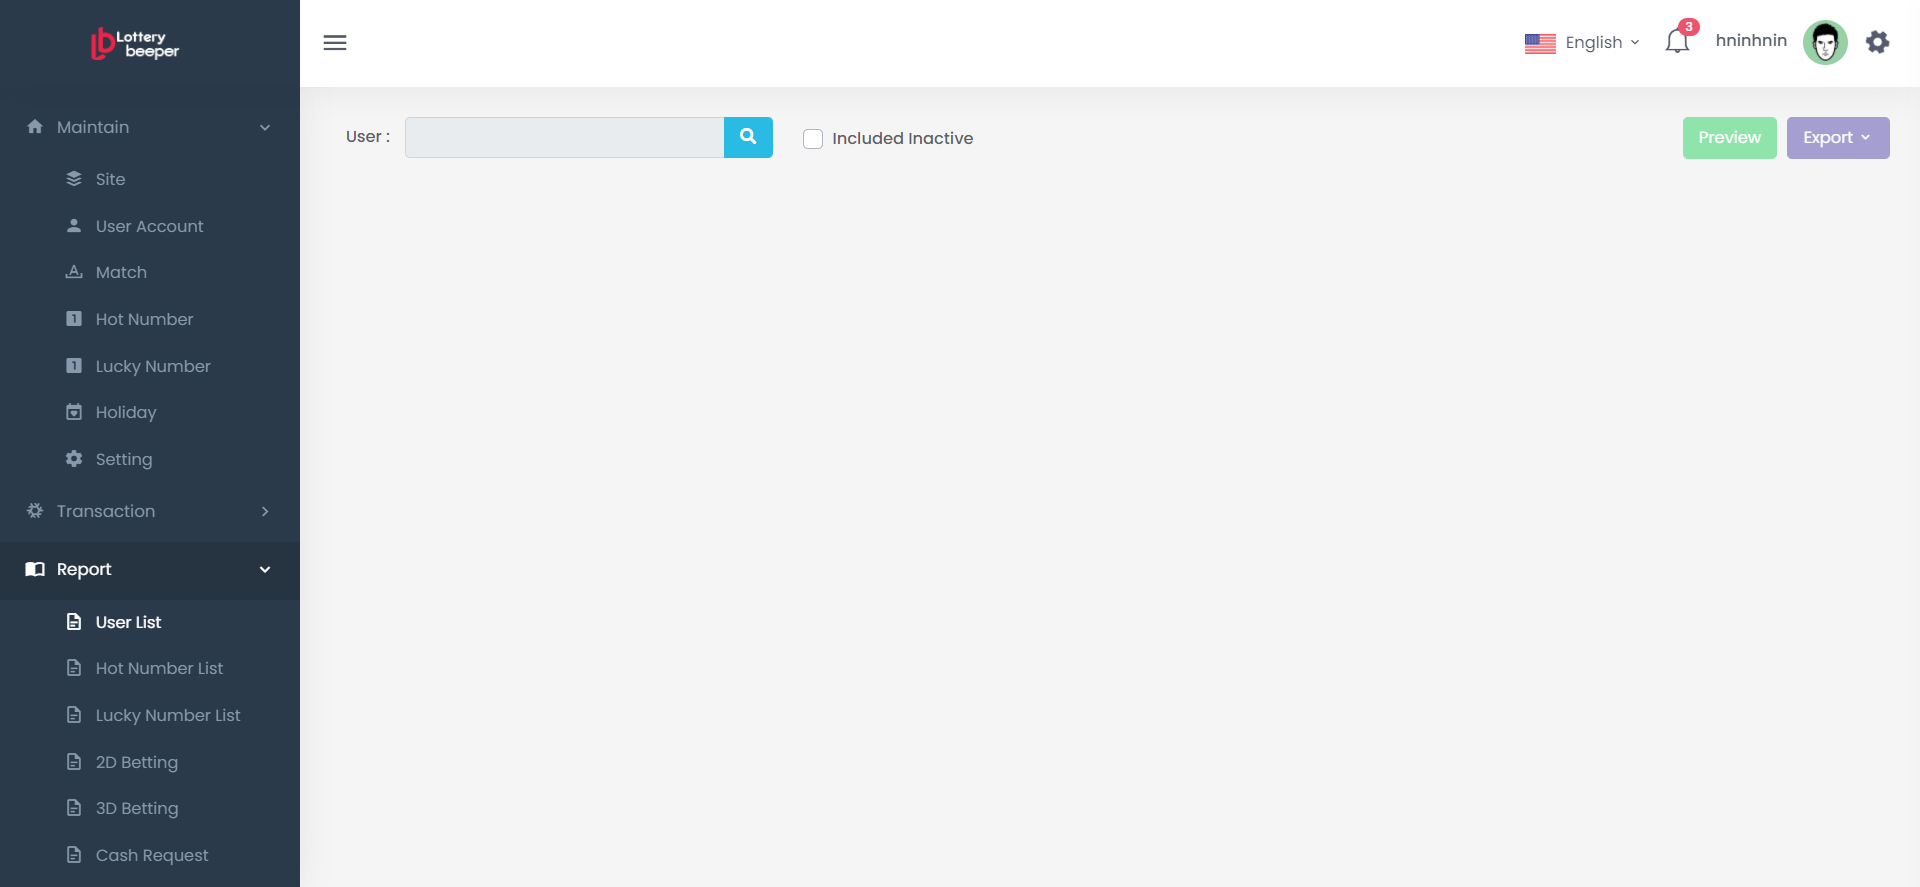 Lottery
beeper
English
3
hninhnin
Maintain
Site
User Account
Match
Hot Number
Lucky Number
Holiday
Setting
Transaction
Report
User List
Hot Number List
Lucky Number List
2D Betting
3D Betting
Cash Request
User :
Included Inactive
Preview
Export